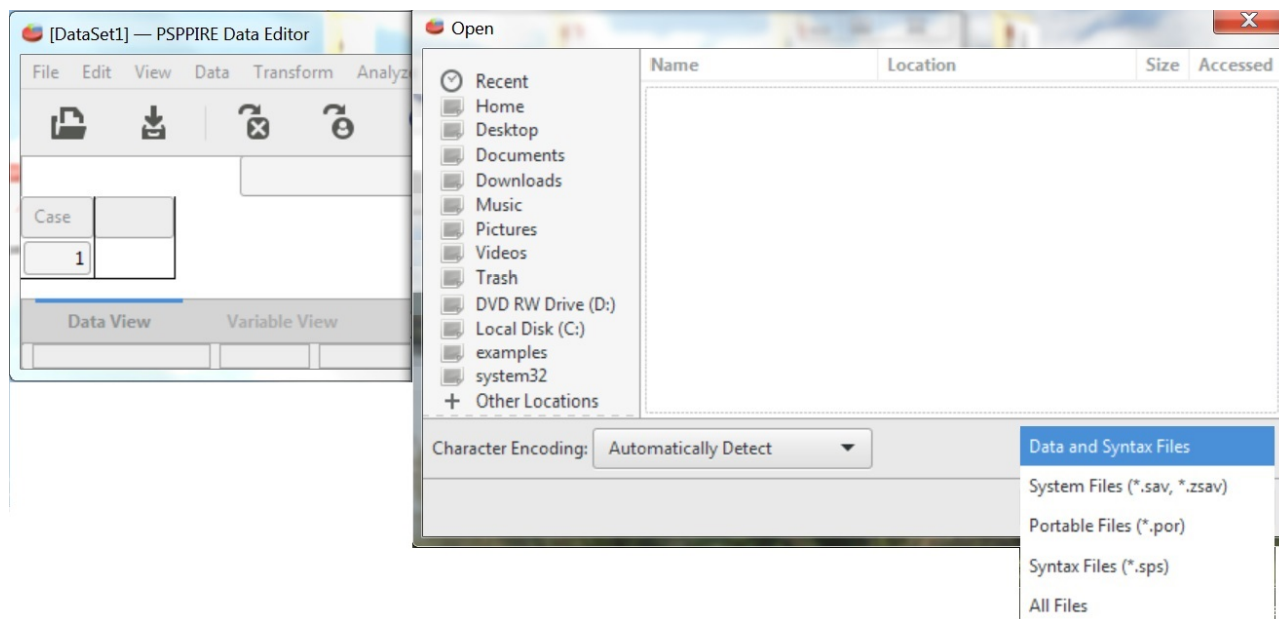 [DataSet1] — PSPPIRE Data Editor
File Edit View Data Transform Analyze
Case
1
Data View Variable View
Open
Name Location Size Accessed
Recent
Home
Desktop
Documents
Downloads
Music
Pictures
Videos
Trash
DVD RW Drive (D:)
Local Disk (C:)
examples
system32
+ Other Locations
Character Encoding: Automatically Detect
Data and Syntax Files
System Files (*.sav, *.zsav)
Portable Files (*.por)
Syntax Files (*.sps)
All Files